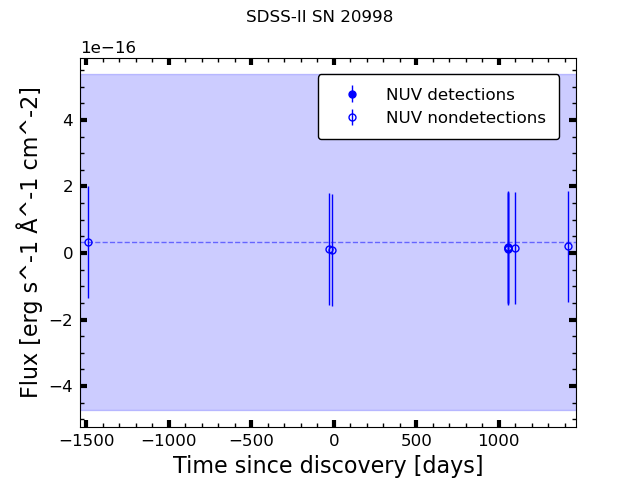 SDSS-II SN 20998
1e−16
NUV detections
NUV nondetections
4
2
0
−2
−4
Flux [erg s^-1 Å^-1 cm^-2]
−1500 −1000 −500 0 500 1000
Time since discovery [days]